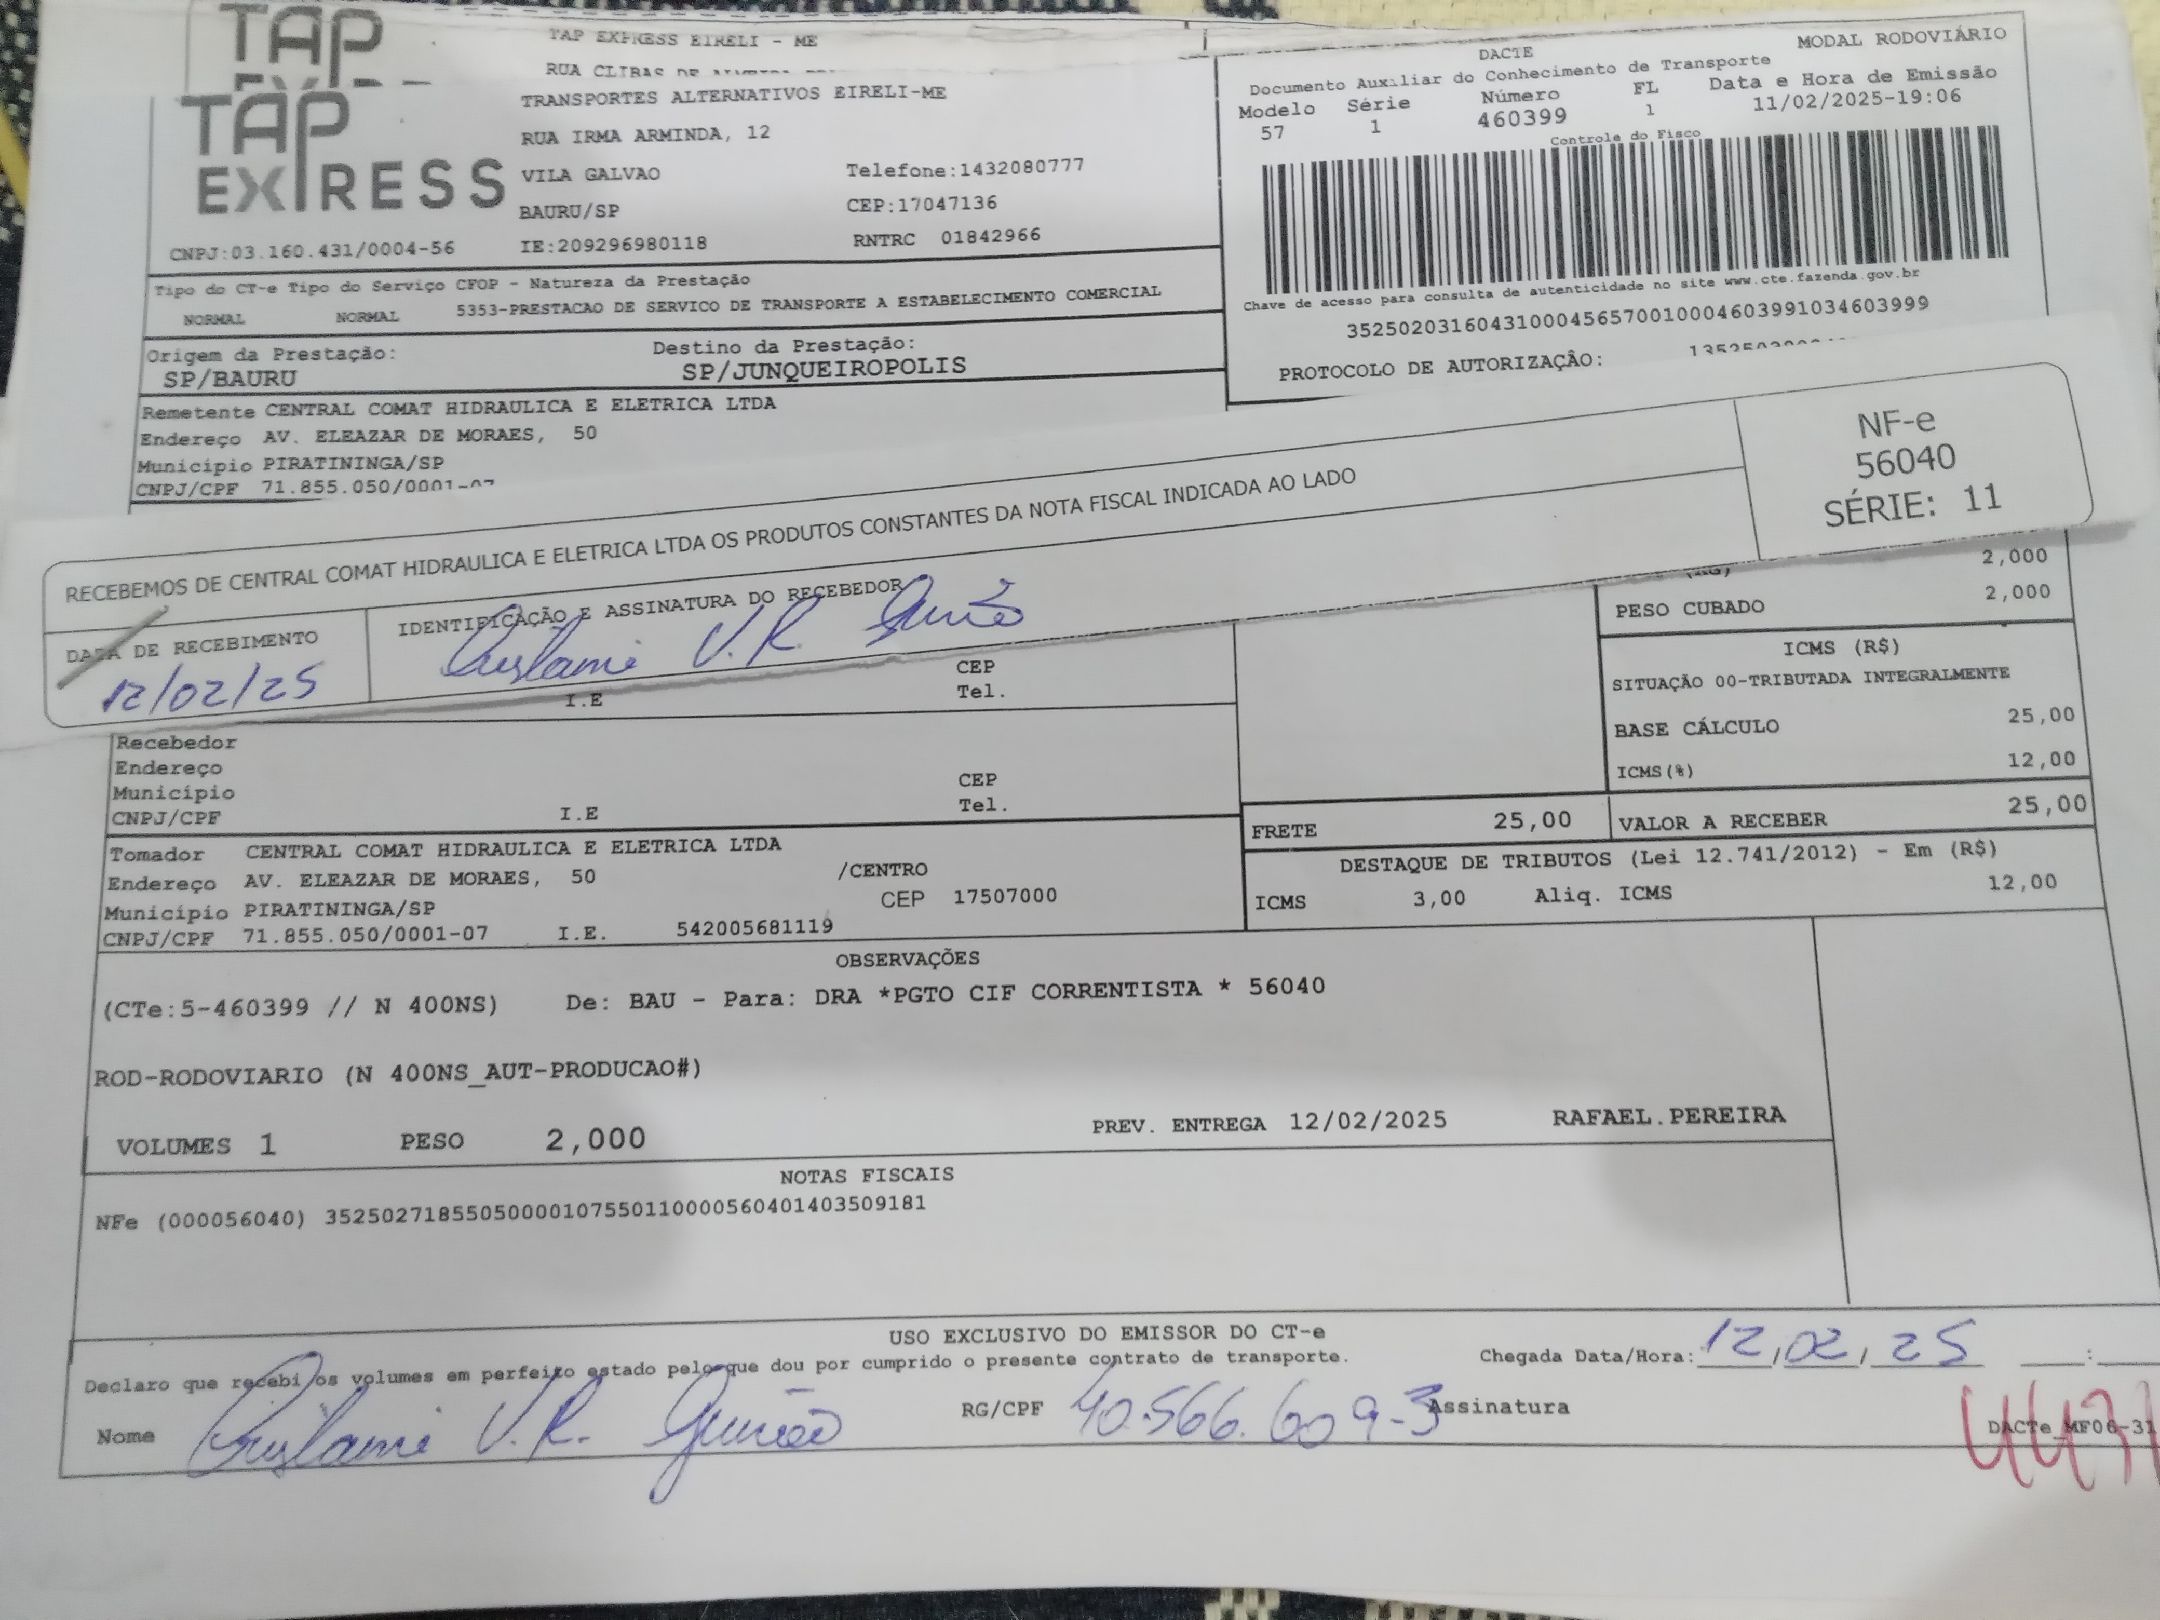 TAP
TAP EXPRESS EIRELI - ME
TAP
EXPRESS
TRANSPORTES ALTERNATIVOS EIRELI-ME
RUA IRMA ARMINDA, 12
VILA GALVAO Telefone:1432080777
BAURU/SP CEP:17047136
CNPJ:03.160.431/0004-56 IE:209296980118 RNTRC 01842966
DACTE MODAL RODOVIÁRIO
Documento Auxiliar do Conhecimento de Transporte
Modelo Série Número FL Data e Hora de Emissão
57 1 460399 1 11/02/2025-19:06
Controle do Fisco
Chave de acesso para consulta de autenticidade no site www.cte.fazenda.gov.br
35250203160431000456570010004603991034603999
PROTOCOLO DE AUTORIZAÇÃO:
Tipo do CT-e Tipo do Serviço CFOP - Natureza da Prestação
NORMAL NORMAL 5353-PRESTACAO DE SERVICO DE TRANSPORTE A ESTABELECIMENTO COMERCIAL
Origem da Prestação: Destino da Prestação:
SP/BAURU SP/JUNQUEIROPOLIS
Remetente CENTRAL COMAT HIDRAULICA E ELETRICA LTDA
Endereço AV. ELEAZAR DE MORAES, 50
Município PIRATININGA/SP
CNPJ/CPF 71.855.050/0001-07
RECEBEMOS DE CENTRAL COMAT HIDRAULICA E ELETRICA LTDA OS PRODUTOS CONSTANTES DA NOTA FISCAL INDICADA AO LADO
NF-e
56040
SÉRIE: 11
DATA DE RECEBIMENTO IDENTIFICAÇÃO E ASSINATURA DO RECEBEDOR
12/02/25 V.R.
2,000
PESO CUBADO 2,000
ICMS (R$)
SITUAÇÃO 00-TRIBUTADA INTEGRALMENTE
BASE CÁLCULO 25,00
ICMS(%) 12,00
CEP
I.E Tel.
Recebedor
Endereço
Município CEP
CNPJ/CPF I.E Tel.
FRETE 25,00 VALOR A RECEBER 25,00
DESTAQUE DE TRIBUTOS (Lei 12.741/2012) - Em (R$)
ICMS 3,00 Aliq. ICMS 12,00
Tomador CENTRAL COMAT HIDRAULICA E ELETRICA LTDA
Endereço AV. ELEAZAR DE MORAES, 50 /CENTRO
Município PIRATININGA/SP CEP 17507000
CNPJ/CPF 71.855.050/0001-07 I.E. 542005681119
OBSERVAÇÕES
(CTe:5-460399 // N 400NS) De: BAU - Para: DRA *PGTO CIF CORRENTISTA * 56040
ROD-RODOVIARIO (N 400NS_AUT-PRODUCAO#)
VOLUMES 1 PESO 2,000 PREV. ENTREGA 12/02/2025 RAFAEL.PEREIRA
NOTAS FISCAIS
NFe (000056040) 35250271855050000107550110000560401403509181
USO EXCLUSIVO DO EMISSOR DO CT-e
Declaro que recebi os volumes em perfeito estado pelo que dou por cumprido o presente contrato de transporte. Chegada Data/Hora: 12,02,25 :
Nome V.R. RG/CPF 40.566.609-3 Assinatura
DACTe_MF06-31